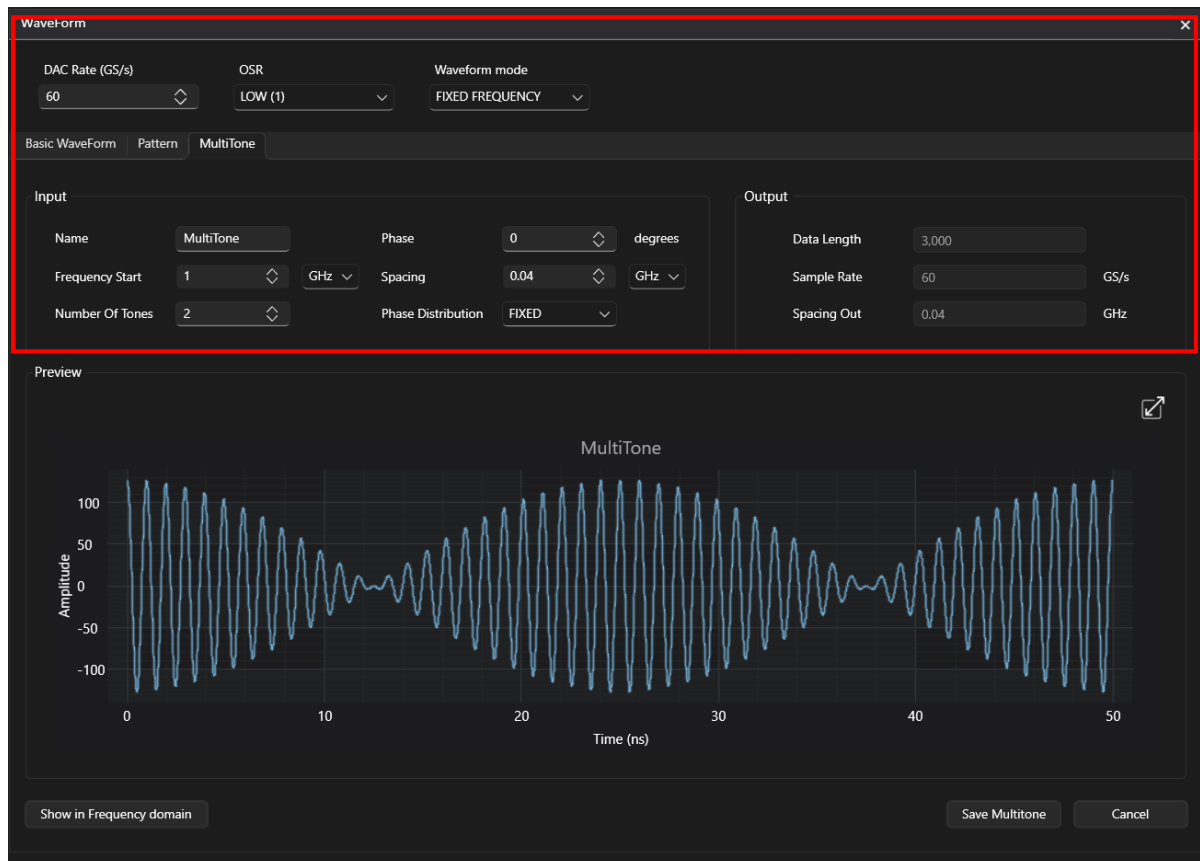 WaveForm
DAC Rate (GS/s) OSR Waveform mode
60 LOW (1) FIXED FREQUENCY
Basic WaveForm Pattern MultiTone
Input
Name MultiTone Phase 0 degrees
Frequency Start 1 GHz Spacing 0.04 GHz
Number Of Tones 2 Phase Distribution FIXED
Output
Data Length 3,000
Sample Rate 60 GS/s
Spacing Out 0.04 GHz
Preview
MultiTone
Amplitude
100
50
0
-50
-100
0 10 20 30 40 50
Time (ns)
Show in Frequency domain Save Multitone Cancel